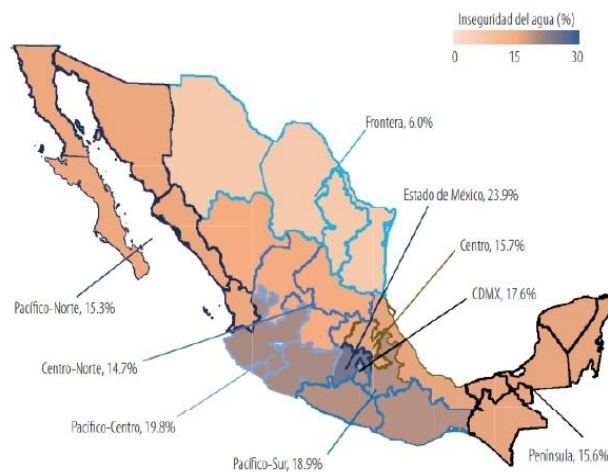 Inseguridad del agua (%)
0 15 30
Frontera, 6.0%
Estado de México, 23.9%
Centro, 15.7%
CDMX, 17.6%
Pacífico-Norte, 15.3%
Centro-Norte, 14.7%
Pacífico-Centro, 19.8%
Pacífico-Sur, 18.9%
Península, 15.6%